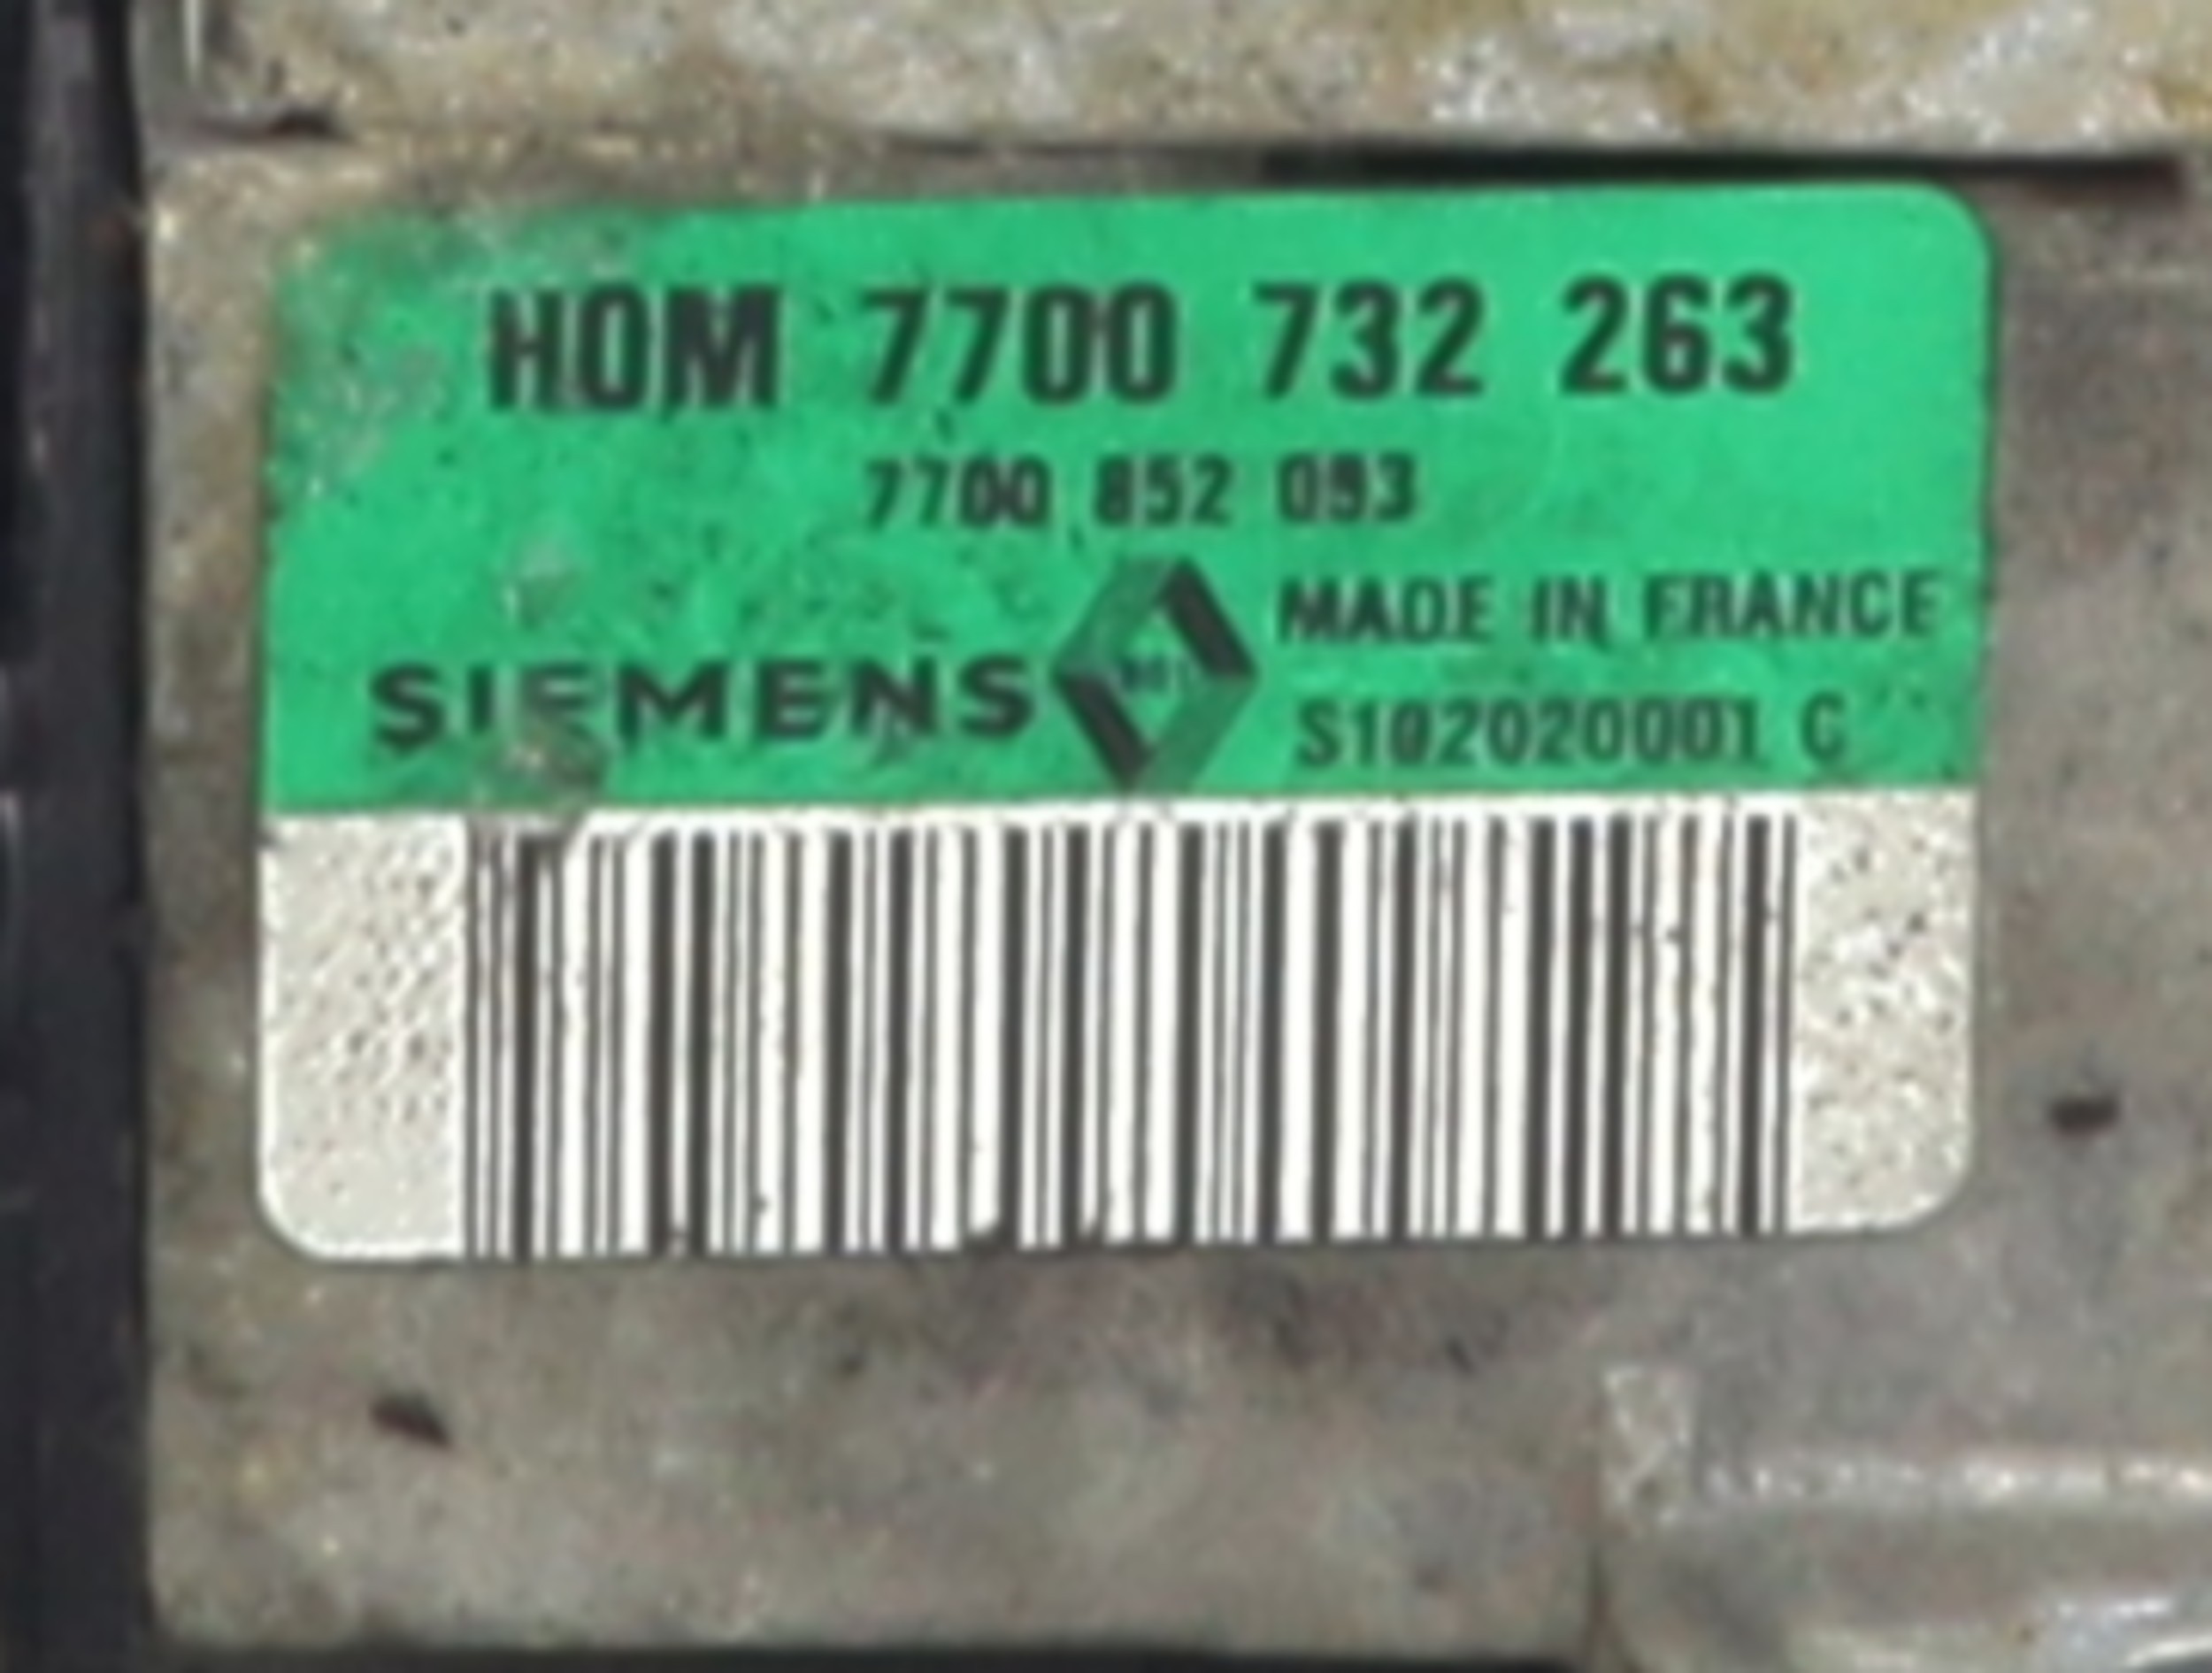 HOM 7700 732 263
7700 852 093
SIEMENS
MADE IN FRANCE
S102020001 C